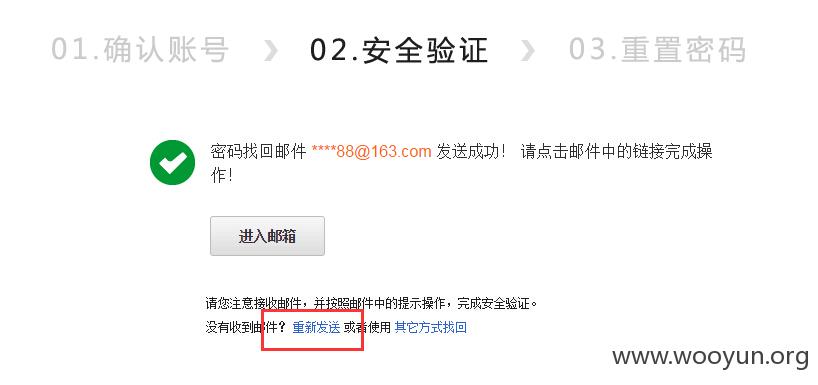 01.确认账号 › 02.安全验证 › 03.重置密码
密码找回邮件 ****88@163.com 发送成功！ 请点击邮件中的链接完成操
作！
进入邮箱
请您注意接收邮件，并按照邮件中的提示操作，完成安全验证。
没有收到邮件？ 重新发送 或者使用 其它方式找回
www.wooyun.org